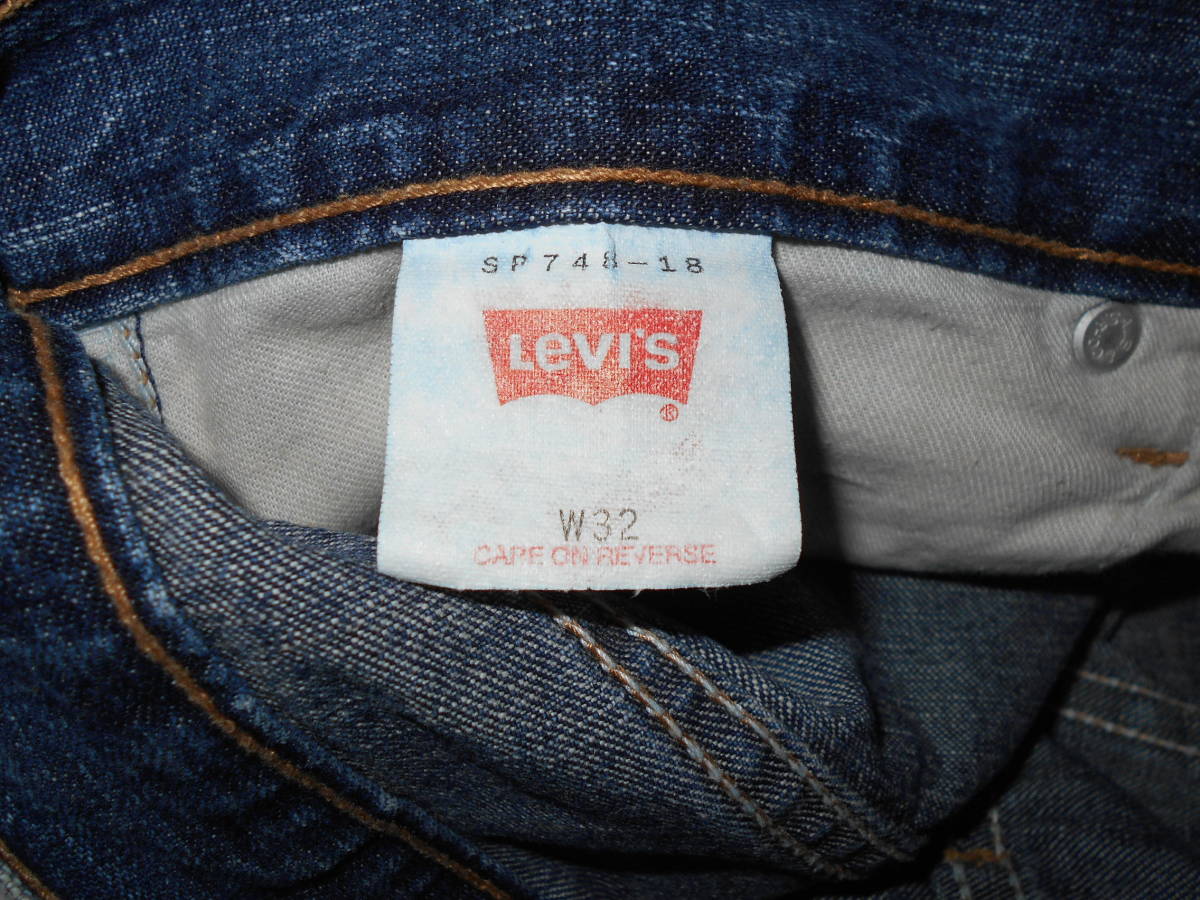 SP748-18
Levi's
®
W32
CARE ON REVERSE